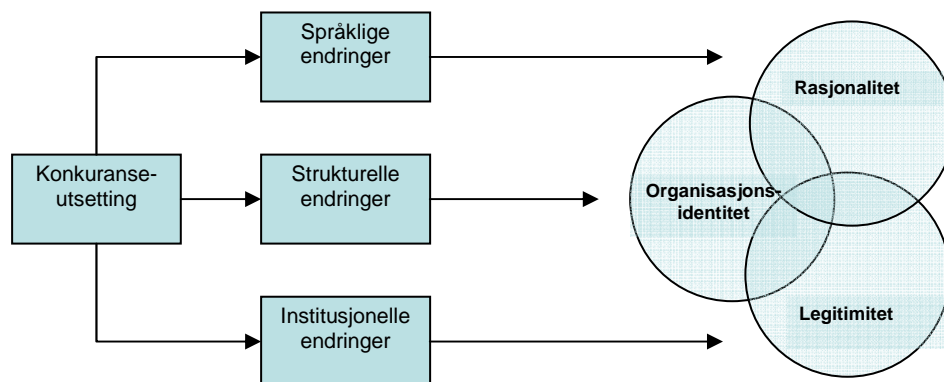 Språklige
endringer
Rasjonalitet
Konkuranse-
utsetting
Strukturelle
endringer
Organisasjons-
identitet
Institusjonelle
endringer
Legitimitet